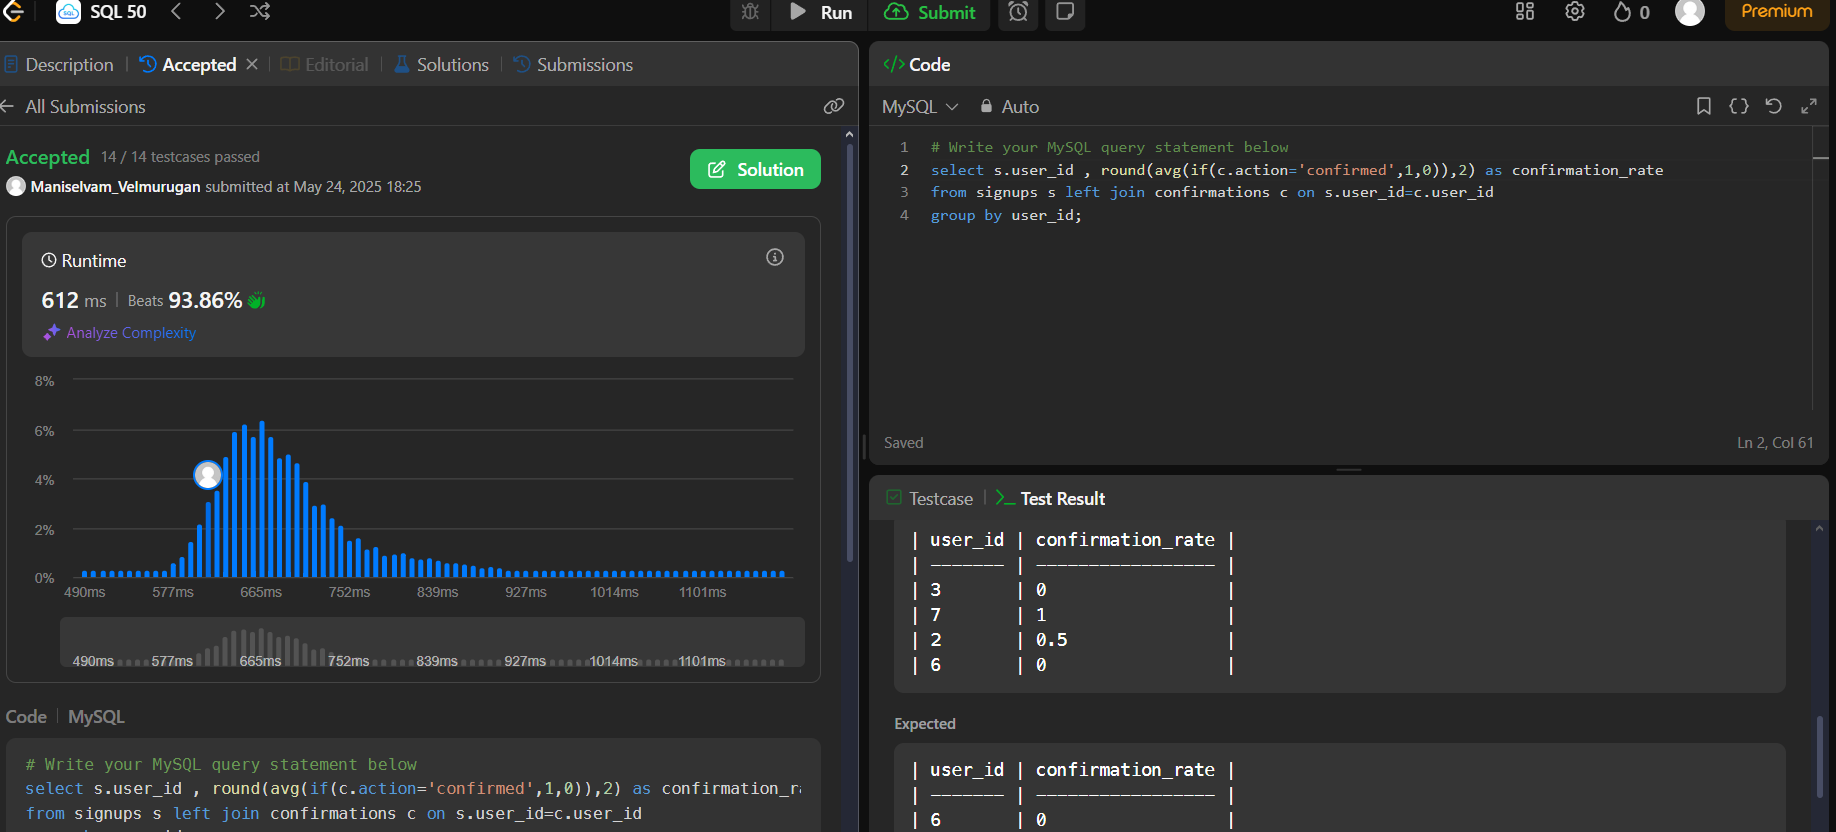 SQL 50
Run
Submit
0
Premium
Description
Accepted
Editorial
Solutions
Submissions
All Submissions
Accepted 14 / 14 testcases passed
Maniselvam_Velmurugan submitted at May 24, 2025 18:25
Solution
Runtime
612 ms | Beats 93.86%
Analyze Complexity
8%
6%
4%
2%
0%
490ms 577ms 665ms 752ms 839ms 927ms 1014ms 1101ms
490ms 577ms 665ms 752ms 839ms 927ms 1014ms 1101ms
Code | MySQL
# Write your MySQL query statement below
select s.user_id , round(avg(if(c.action='confirmed',1,0)),2) as confirmation_ra
from signups s left join confirmations c on s.user_id=c.user_id
</> Code
MySQL Auto
1 # Write your MySQL query statement below
2 select s.user_id , round(avg(if(c.action='confirmed',1,0)),2) as confirmation_rate
3 from signups s left join confirmations c on s.user_id=c.user_id
4 group by user_id;
Saved
Ln 2, Col 61
Testcase
Test Result
| user_id | confirmation_rate |
| ------- | ----------------- |
| 3 | 0 |
| 7 | 1 |
| 2 | 0.5 |
| 6 | 0 |
Expected
| user_id | confirmation_rate |
| ------- | ----------------- |
| 6 | 0 |